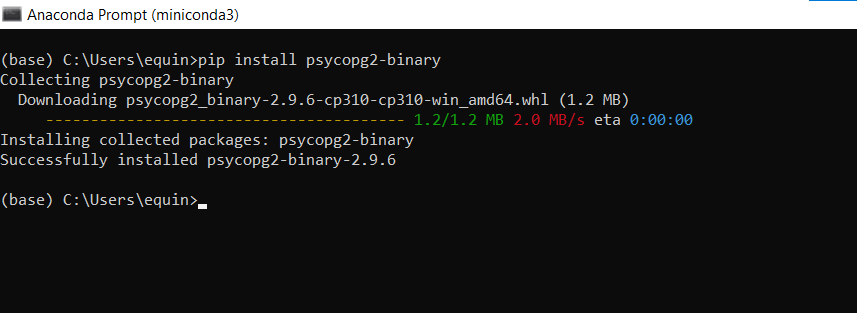 Anaconda Prompt (miniconda3)
(base) C:\Users\equin>pip install psycopg2-binary
Collecting psycopg2-binary
  Downloading psycopg2_binary-2.9.6-cp310-cp310-win_amd64.whl (1.2 MB)
     ---------------------------------------- 1.2/1.2 MB 2.0 MB/s eta 0:00:00
Installing collected packages: psycopg2-binary
Successfully installed psycopg2-binary-2.9.6
(base) C:\Users\equin>